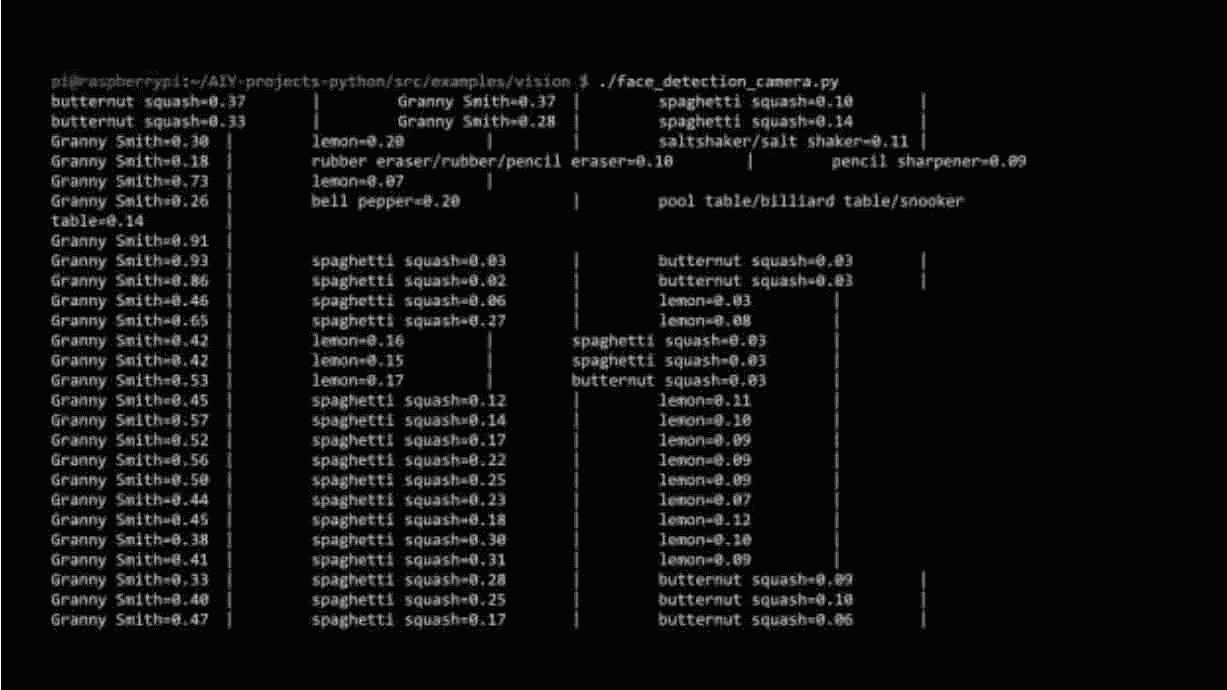 pi@raspberrypi:~/AIY-projects-python/src/examples/vision $ ./face_detection_camera.py
butternut squash=0.37 | Granny Smith=0.37 | spaghetti squash=0.10 |
butternut squash=0.33 | Granny Smith=0.28 | spaghetti squash=0.14 |
Granny Smith=0.30 | lemon=0.20 | | saltshaker/salt shaker=0.11 |
Granny Smith=0.18 | rubber eraser/rubber/pencil eraser=0.10 | pencil sharpener=0.09
Granny Smith=0.73 | lemon=0.07 |
Granny Smith=0.26 | bell pepper=0.20 | pool table/billiard table/snooker
table=0.14 |
Granny Smith=0.91 |
Granny Smith=0.93 | spaghetti squash=0.03 | butternut squash=0.03 |
Granny Smith=0.86 | spaghetti squash=0.02 | butternut squash=0.03 |
Granny Smith=0.46 | spaghetti squash=0.06 | lemon=0.03 |
Granny Smith=0.65 | spaghetti squash=0.27 | lemon=0.08 |
Granny Smith=0.42 | lemon=0.16 | spaghetti squash=0.03 |
Granny Smith=0.42 | lemon=0.15 | spaghetti squash=0.03 |
Granny Smith=0.53 | lemon=0.17 | butternut squash=0.03 |
Granny Smith=0.45 | spaghetti squash=0.12 | lemon=0.11 |
Granny Smith=0.57 | spaghetti squash=0.14 | lemon=0.10 |
Granny Smith=0.52 | spaghetti squash=0.17 | lemon=0.09 |
Granny Smith=0.56 | spaghetti squash=0.22 | lemon=0.09 |
Granny Smith=0.50 | spaghetti squash=0.25 | lemon=0.09 |
Granny Smith=0.44 | spaghetti squash=0.23 | lemon=0.07 |
Granny Smith=0.45 | spaghetti squash=0.18 | lemon=0.12 |
Granny Smith=0.38 | spaghetti squash=0.30 | lemon=0.10 |
Granny Smith=0.41 | spaghetti squash=0.31 | lemon=0.09 |
Granny Smith=0.33 | spaghetti squash=0.28 | butternut squash=0.09 |
Granny Smith=0.40 | spaghetti squash=0.25 | butternut squash=0.10 |
Granny Smith=0.47 | spaghetti squash=0.17 | butternut squash=0.06 |